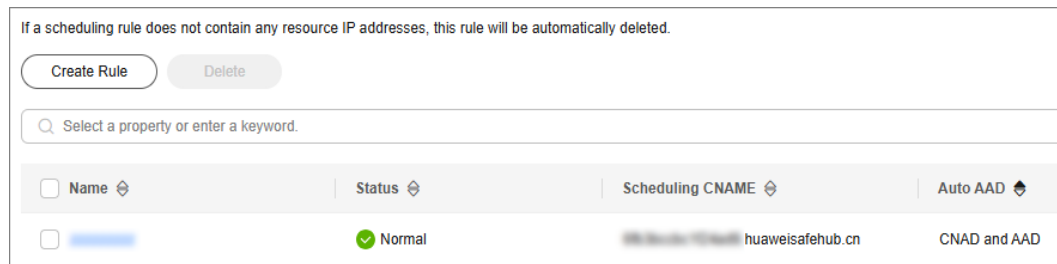 If a scheduling rule does not contain any resource IP addresses, this rule will be automatically deleted.
Create Rule Delete
Select a property or enter a keyword.
Name Status Scheduling CNAME Auto AAD
Normal huaweisafehub.cn CNAD and AAD